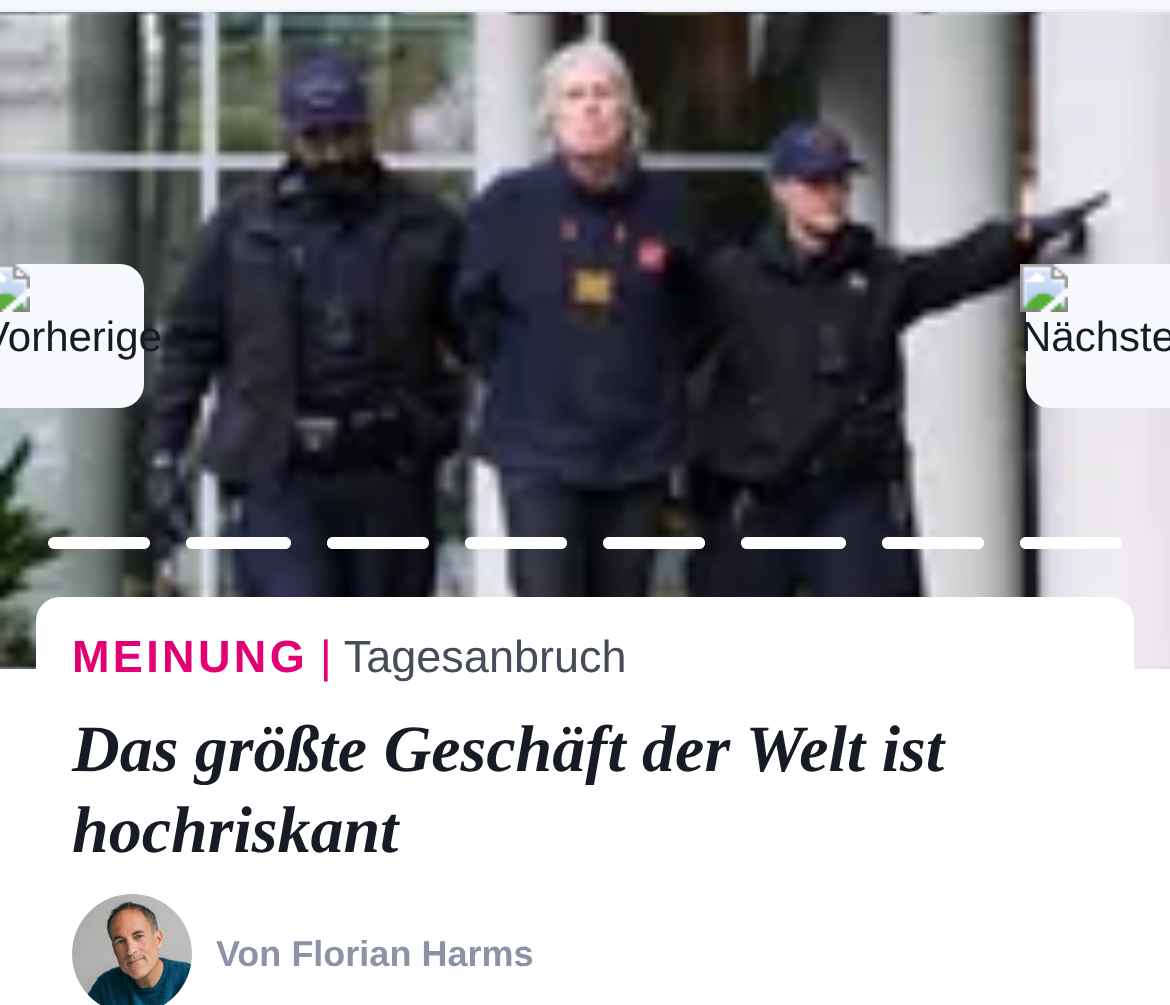 Vorherige
Nächste
MEINUNG | Tagesanbruch
Das größte Geschäft der Welt ist
hochriskant
Von Florian Harms